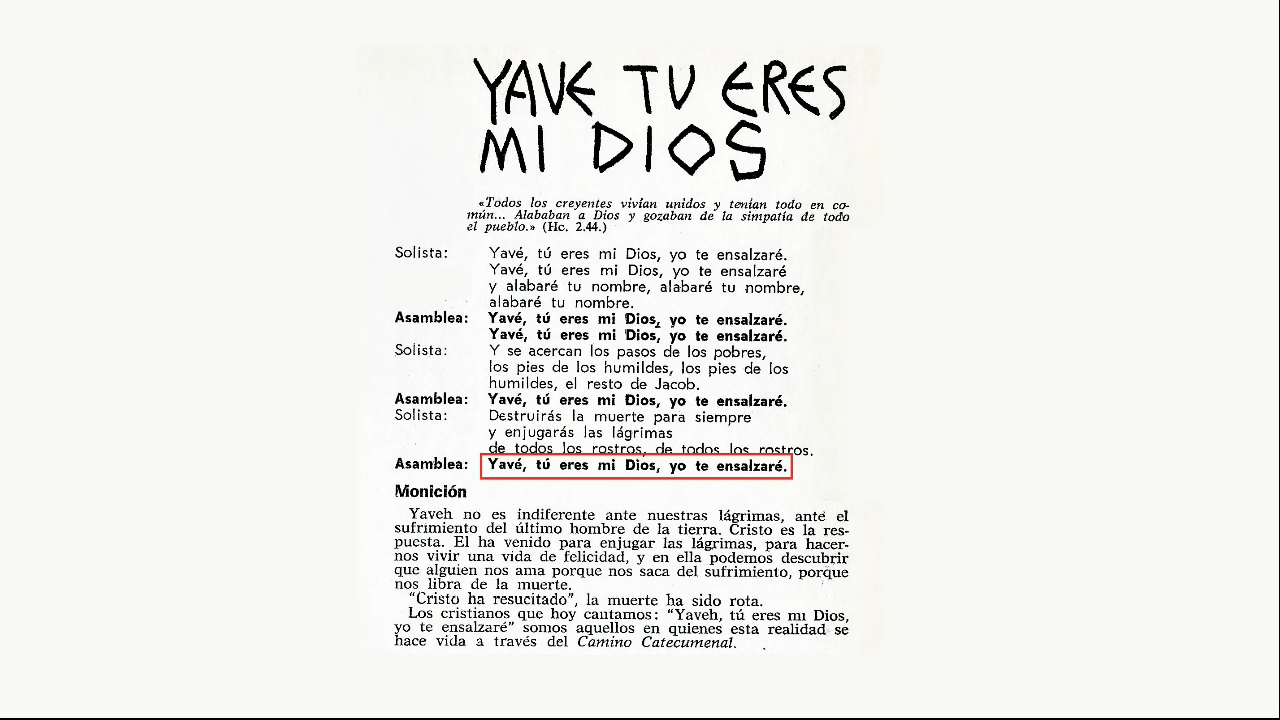 YAVE TU ERES
MI DIOS
«Todos los creyentes vivían unidos y tenían todo en co-
mún... Alababan a Dios y gozaban de la simpatía de todo
el pueblo.» (Hc. 2.44.)
Solista: Yavé, tú eres mi Dios, yo te ensalzaré.
Yavé, tú eres mi Dios, yo te ensalzaré
y alabaré tu nombre, alabaré tu nombre,
alabaré tu nombre.
Asamblea: Yavé, tú eres mi Dios, yo te ensalzaré.
Yavé, tú eres mi Dios, yo te ensalzaré.
Solista: Y se acercan los pasos de los pobres,
los pies de los humildes, los pies de los
humildes, el resto de Jacob.
Asamblea: Yavé, tú eres mi Dios, yo te ensalzaré.
Solista: Destruirás la muerte para siempre
y enjugarás las lágrimas
de todos los rostros, de todos los rostros.
Asamblea: Yavé, tú eres mi Dios, yo te ensalzaré.
Monición
Yaveh no es indiferente ante nuestras lágrimas, ante el
sufrimiento del último hombre de la tierra. Cristo es la res-
puesta. El ha venido para enjugar las lágrimas, para hacer-
nos vivir una vida de felicidad, y en ella podemos descubrir
que alguien nos ama porque nos saca del sufrimiento, porque
nos libra de la muerte.
"Cristo ha resucitado", la muerte ha sido rota.
Los cristianos que hoy cantamos: "Yaveh, tú eres mi Dios,
yo te ensalzaré" somos aquellos en quienes esta realidad se
hace vida a través del Camino Catecumenal.